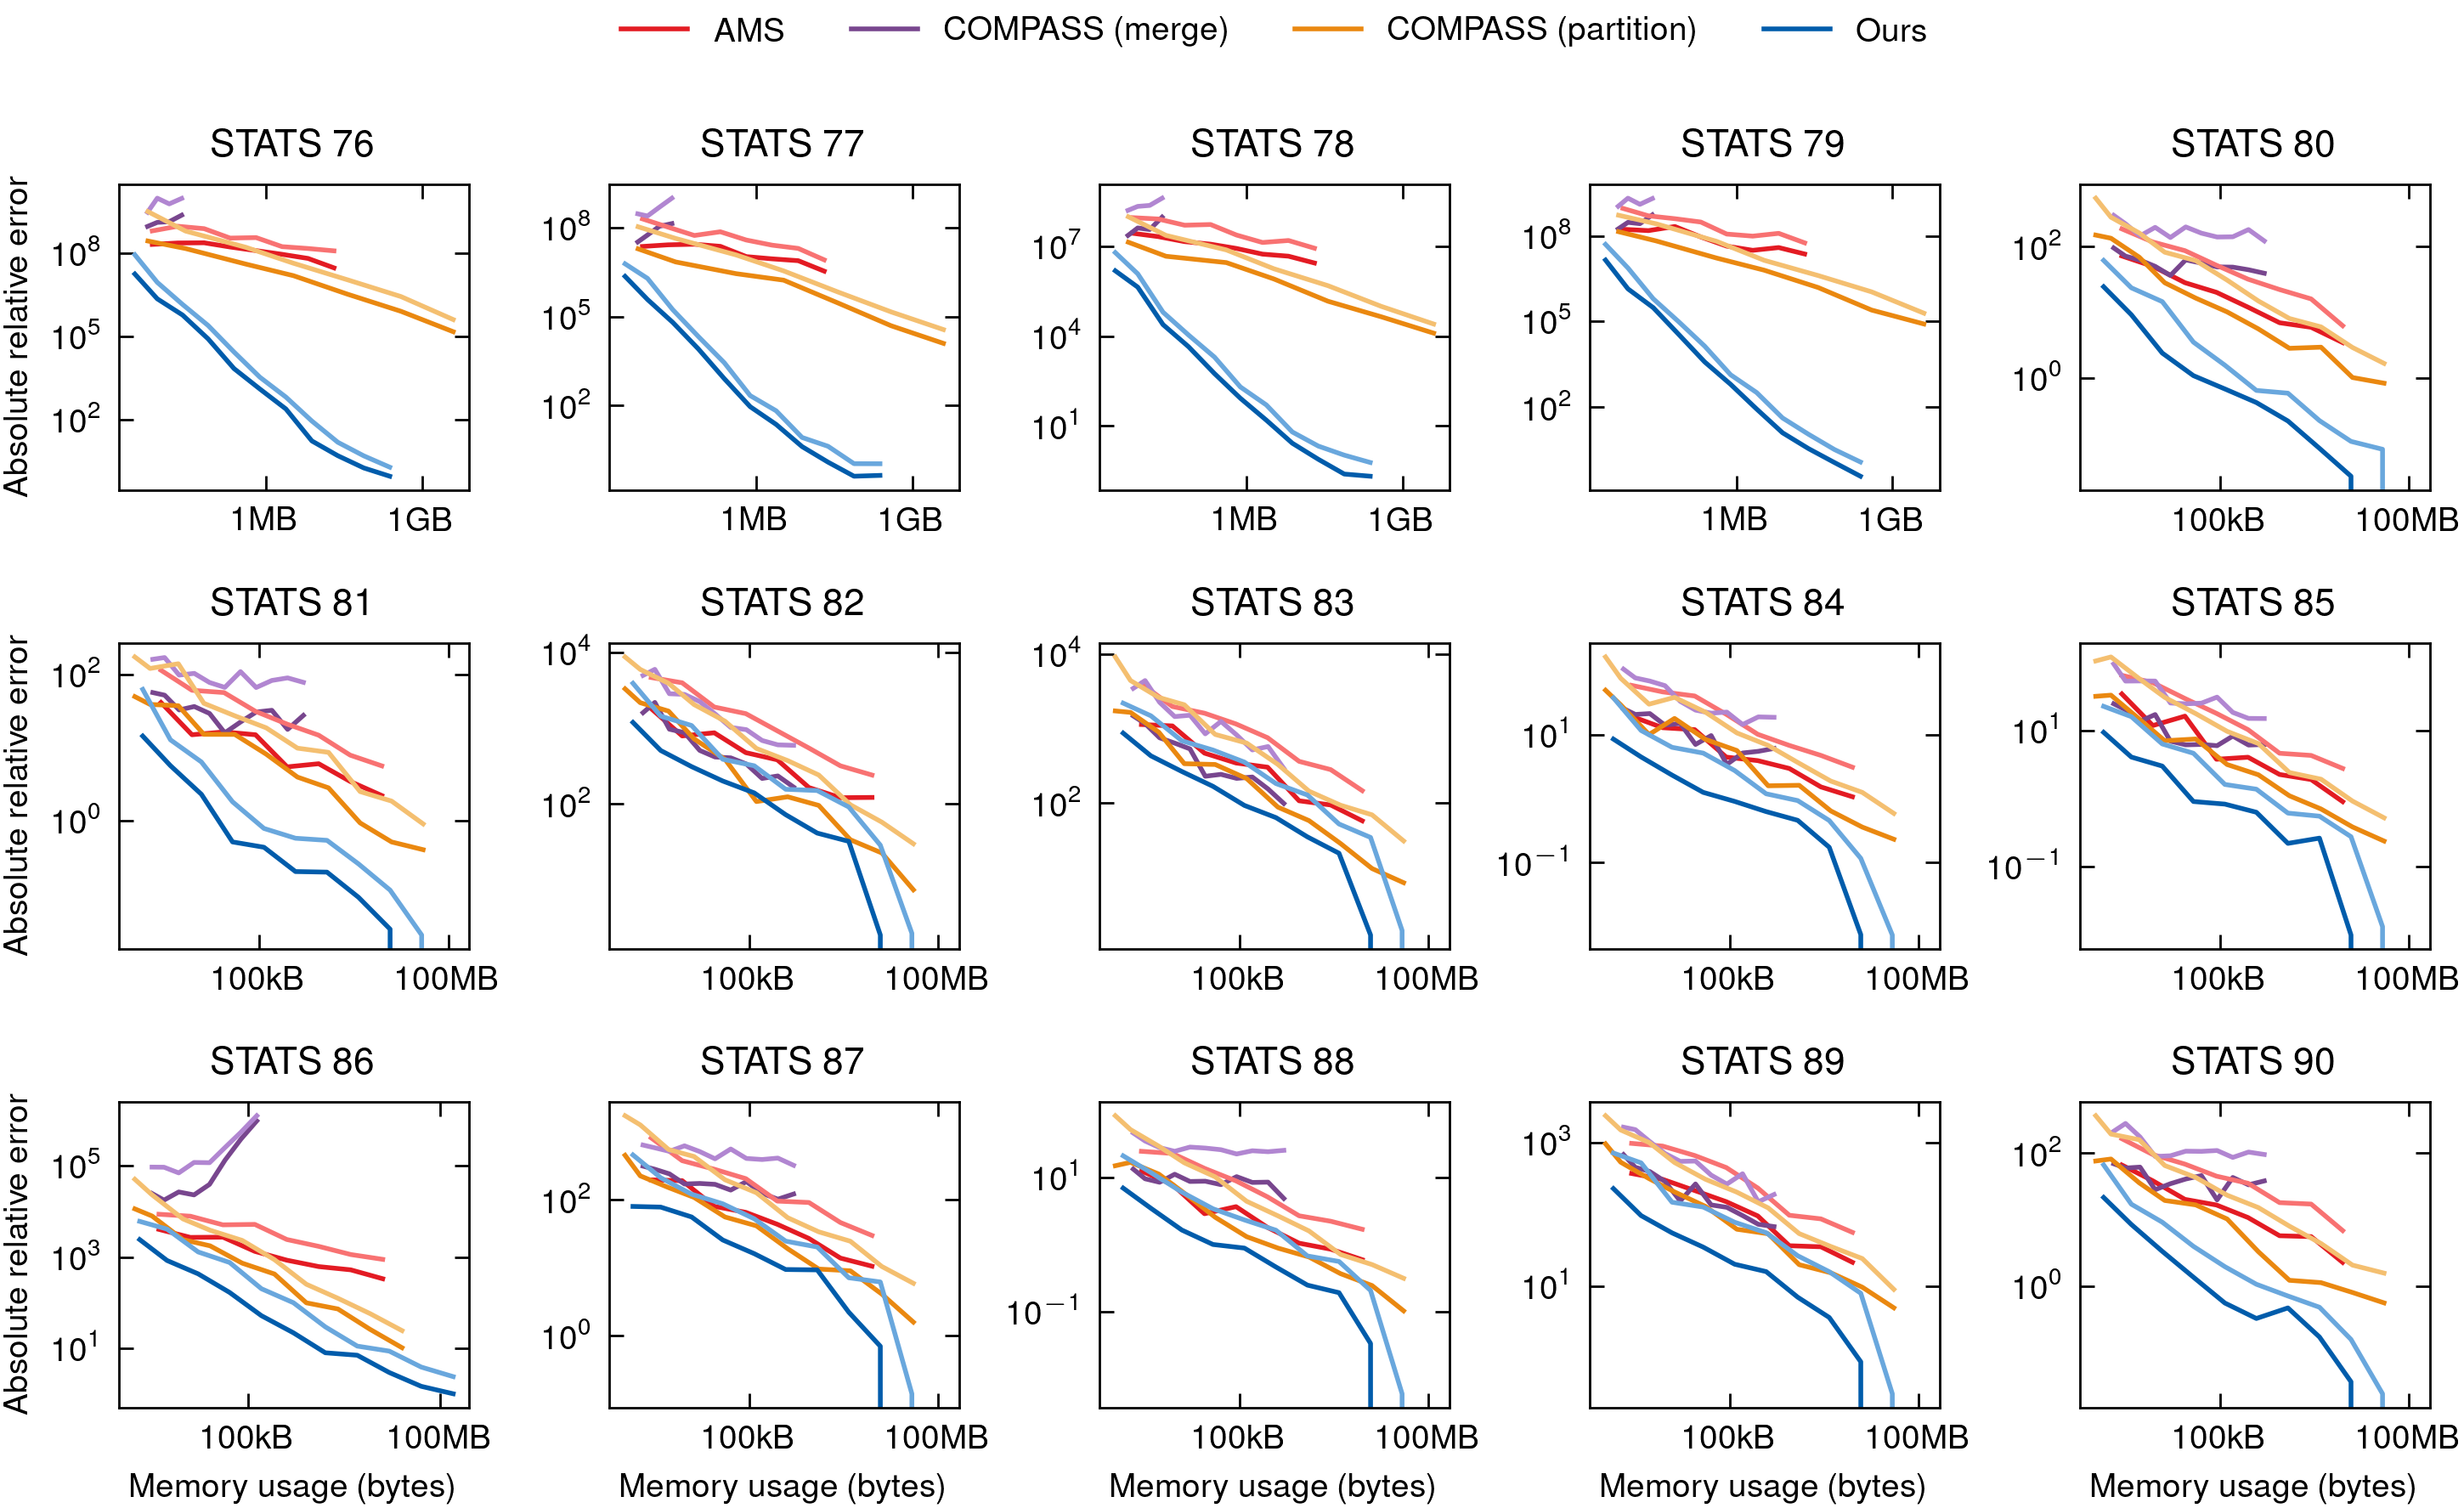 AMS COMPASS (merge) COMPASS (partition) Ours
STATS 76 STATS 77 STATS 78 STATS 79 STATS 80
Absolute relative error
10^8 10^5 10^2
1MB 1GB
10^8 10^5 10^2
1MB 1GB
10^7 10^4 10^1
1MB 1GB
10^8 10^5 10^2
1MB 1GB
10^2 10^0
100kB 100MB
STATS 81 STATS 82 STATS 83 STATS 84 STATS 85
Absolute relative error
10^2 10^0
100kB 100MB
10^4 10^2
100kB 100MB
10^4 10^2
100kB 100MB
10^1 10^−1
100kB 100MB
10^1 10^−1
100kB 100MB
STATS 86 STATS 87 STATS 88 STATS 89 STATS 90
Absolute relative error
10^5 10^3 10^1
100kB 100MB
10^2 10^0
100kB 100MB
10^1 10^−1
100kB 100MB
10^3 10^1
100kB 100MB
10^2 10^0
100kB 100MB
Memory usage (bytes) Memory usage (bytes) Memory usage (bytes) Memory usage (bytes) Memory usage (bytes)